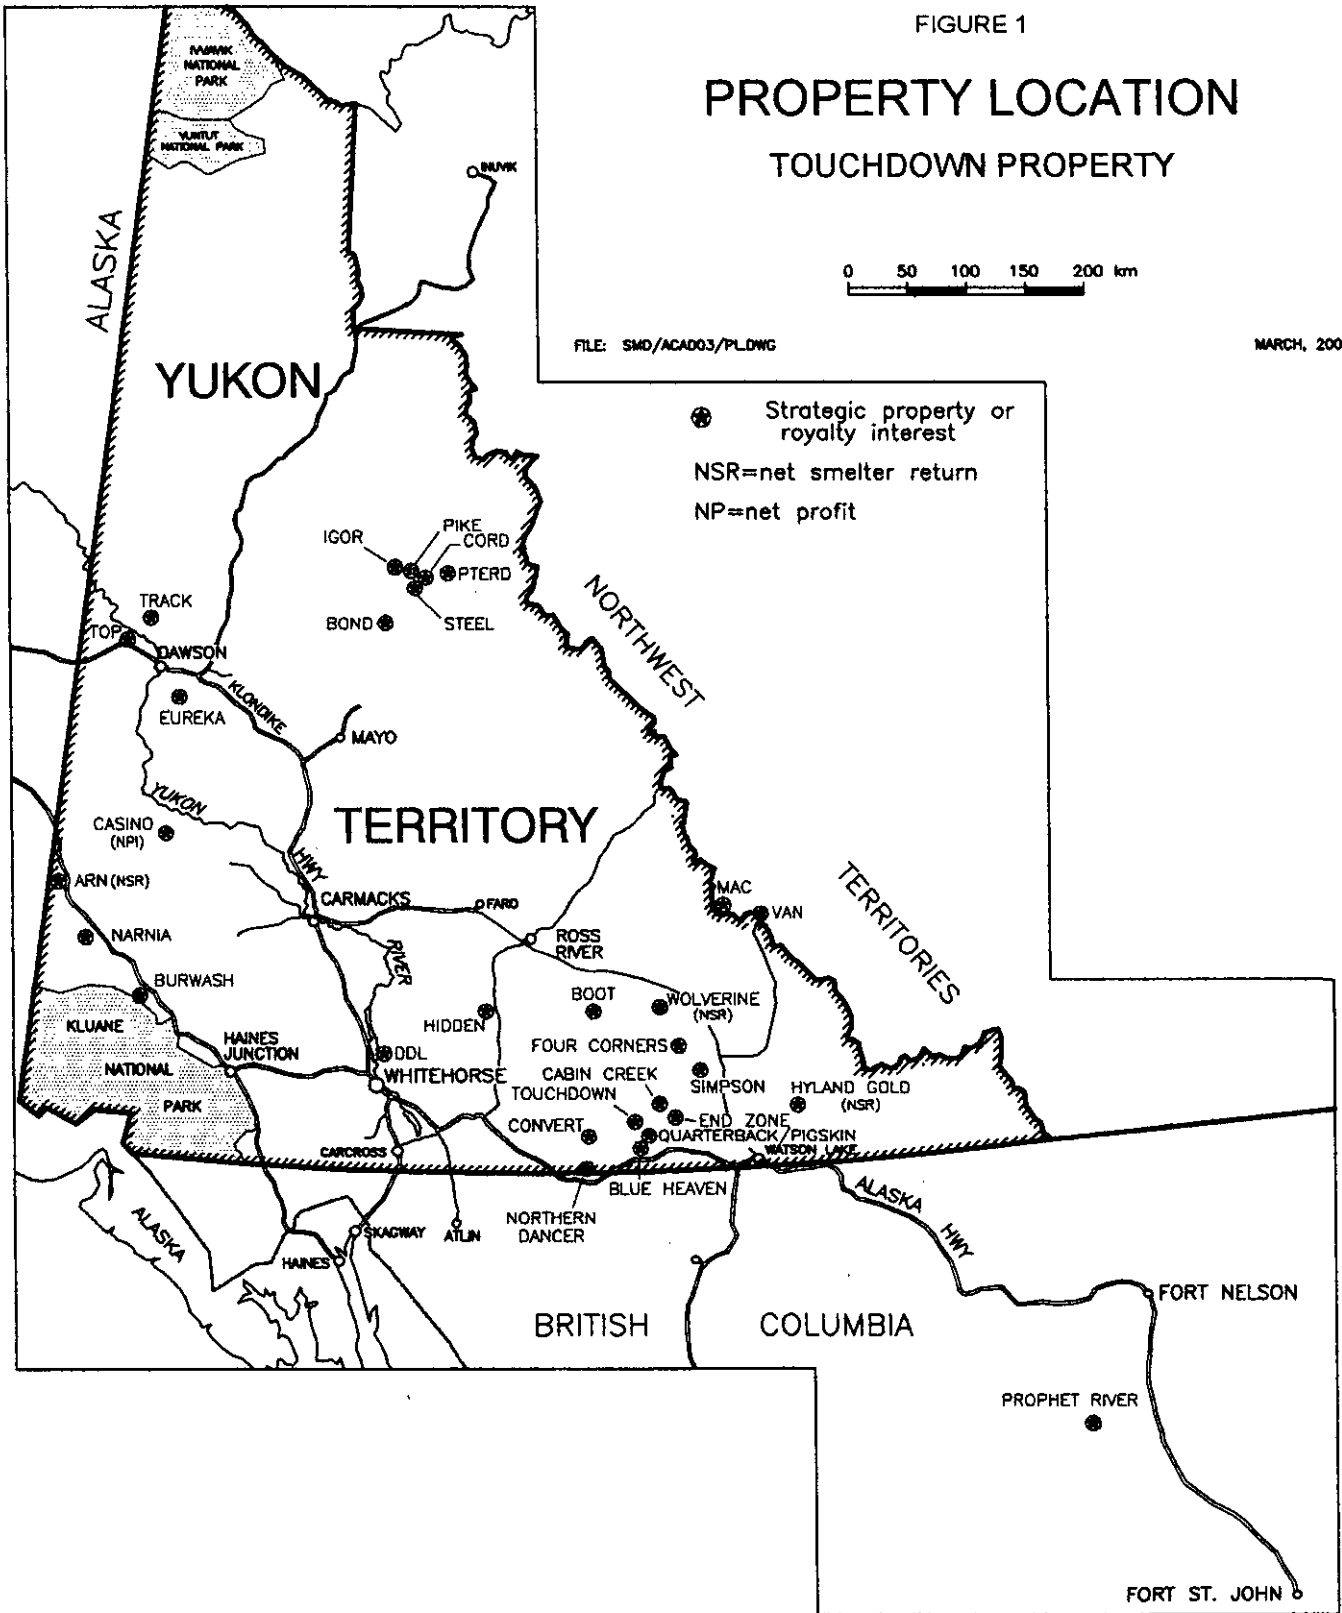 FIGURE 1
PROPERTY LOCATION
TOUCHDOWN PROPERTY
0 50 100 150 200 km
FILE: SMD/ACAD03/PLDWG
MARCH, 200
Strategic property or
royalty interest
NSR=net smelter return
NP=net profit
NATIONAL
PARK
NATIONAL PARK
INUVIK
ALASKA
YUKON
IGOR
PIKE
CORD
PTERD
STEEL
BOND
NORTHWEST
TRACK
TOP
DAWSON
EUREKA
KLONDIKE
MAYO
YUKON
CASINO
(NPI)
TERRITORY
HWY
ARN (NSR)
CARMACKS
FARO
MAC
VAN
TERRITORIES
NARNIA
RIVER
ROSS
RIVER
BURWASH
BOOT
WOLVERINE
(NSR)
HIDDEN
KLUANE
NATIONAL
PARK
HAINES
JUNCTION
DDL
WHITEHORSE
FOUR CORNERS
CABIN CREEK
SIMPSON
HYLAND GOLD
(NSR)
TOUCHDOWN
END ZONE
CONVERT
QUARTERBACK/PIGSKIN
WATSON LAKE
CARCROSS
BLUE HEAVEN
NORTHERN
DANCER
ALASKA
HWY
ALASKA
SKAGWAY
ATLIN
HAINES
BRITISH
COLUMBIA
FORT NELSON
PROPHET RIVER
FORT ST. JOHN